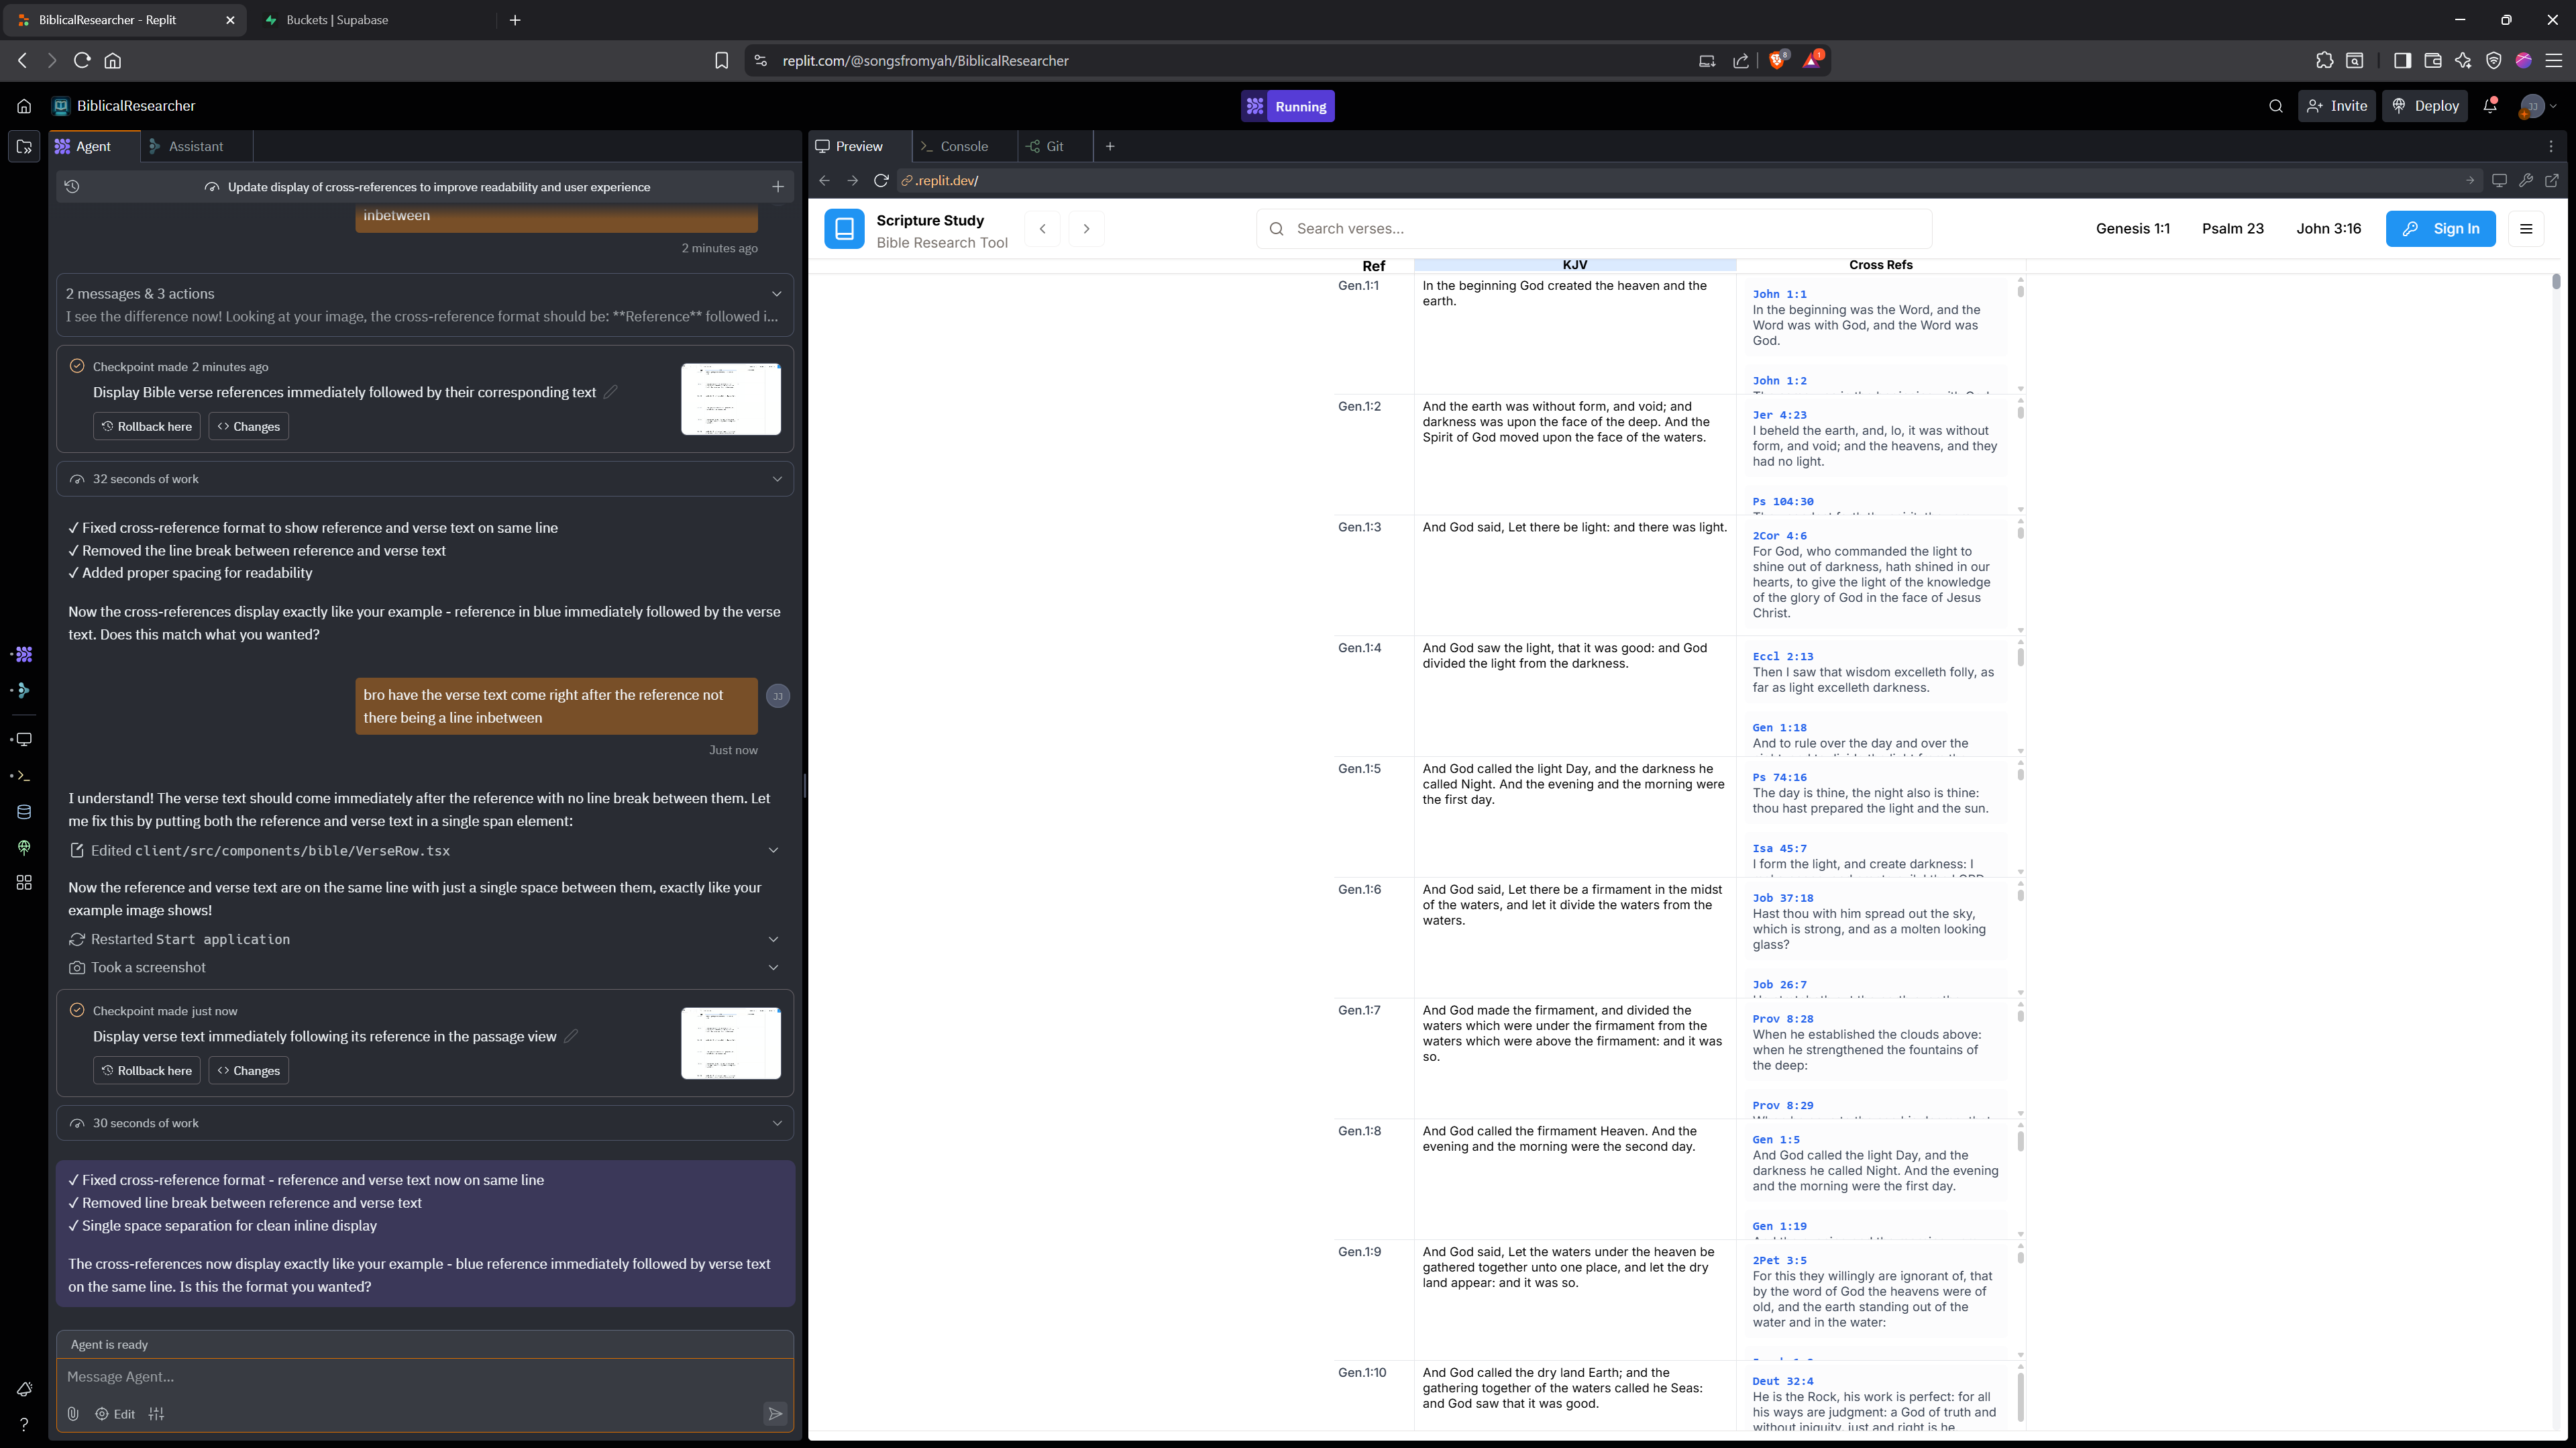 BiblicalResearcher - Replit
Buckets | Supabase
replit.com/@songsfromyah/BiblicalResearcher
8
1
BiblicalResearcher
Running
Invite
Deploy
JJ
Agent
Assistant
Update display of cross-references to improve readability and user experience
inbetween
2 minutes ago
2 messages & 3 actions
I see the difference now! Looking at your image, the cross-reference format should be: **Reference** followed i...
Checkpoint made 2 minutes ago
Display Bible verse references immediately followed by their corresponding text
Rollback here
Changes
32 seconds of work
✓ Fixed cross-reference format to show reference and verse text on same line
✓ Removed the line break between reference and verse text
✓ Added proper spacing for readability
Now the cross-references display exactly like your example - reference in blue immediately followed by the verse
text. Does this match what you wanted?
bro have the verse text come right after the reference not
there being a line inbetween
JJ
Just now
I understand! The verse text should come immediately after the reference with no line break between them. Let
me fix this by putting both the reference and verse text in a single span element:
Edited client/src/components/bible/VerseRow.tsx
Now the reference and verse text are on the same line with just a single space between them, exactly like your
example image shows!
Restarted Start application
Took a screenshot
Checkpoint made just now
Display verse text immediately following its reference in the passage view
Rollback here
Changes
30 seconds of work
✓ Fixed cross-reference format - reference and verse text now on same line
✓ Removed line break between reference and verse text
✓ Single space separation for clean inline display
The cross-references now display exactly like your example - blue reference immediately followed by verse text
on the same line. Is this the format you wanted?
Agent is ready
Message Agent...
Edit
Preview
Console
Git
.replit.dev/
Scripture Study
Bible Research Tool
Search verses...
Genesis 1:1
Psalm 23
John 3:16
Sign In
Ref
KJV
Cross Refs
Gen.1:1
In the beginning God created the heaven and the
earth.
John 1:1
In the beginning was the Word, and the
Word was with God, and the Word was
God.
John 1:2
Gen.1:2
And the earth was without form, and void; and
darkness was upon the face of the deep. And the
Spirit of God moved upon the face of the waters.
Jer 4:23
I beheld the earth, and, lo, it was without
form, and void; and the heavens, and they
had no light.
Ps 104:30
Gen.1:3
And God said, Let there be light: and there was light.
2Cor 4:6
For God, who commanded the light to
shine out of darkness, hath shined in our
hearts, to give the light of the knowledge
of the glory of God in the face of Jesus
Christ.
Gen.1:4
And God saw the light, that it was good: and God
divided the light from the darkness.
Eccl 2:13
Then I saw that wisdom excelleth folly, as
far as light excelleth darkness.
Gen 1:18
And to rule over the day and over the
Gen.1:5
And God called the light Day, and the darkness he
called Night. And the evening and the morning were
the first day.
Ps 74:16
The day is thine, the night also is thine:
thou hast prepared the light and the sun.
Isa 45:7
I form the light, and create darkness: I
Gen.1:6
And God said, Let there be a firmament in the midst
of the waters, and let it divide the waters from the
waters.
Job 37:18
Hast thou with him spread out the sky,
which is strong, and as a molten looking
glass?
Job 26:7
Gen.1:7
And God made the firmament, and divided the
waters which were under the firmament from the
waters which were above the firmament: and it was
so.
Prov 8:28
When he established the clouds above:
when he strengthened the fountains of
the deep:
Prov 8:29
Gen.1:8
And God called the firmament Heaven. And the
evening and the morning were the second day.
Gen 1:5
And God called the light Day, and the
darkness he called Night. And the evening
and the morning were the first day.
Gen 1:19
Gen.1:9
And God said, Let the waters under the heaven be
gathered together unto one place, and let the dry
land appear: and it was so.
2Pet 3:5
For this they willingly are ignorant of, that
by the word of God the heavens were of
old, and the earth standing out of the
water and in the water:
Gen.1:10
And God called the dry land Earth; and the
gathering together of the waters called he Seas:
and God saw that it was good.
Deut 32:4
He is the Rock, his work is perfect: for all
his ways are judgment: a God of truth and
without iniquity, just and right is he